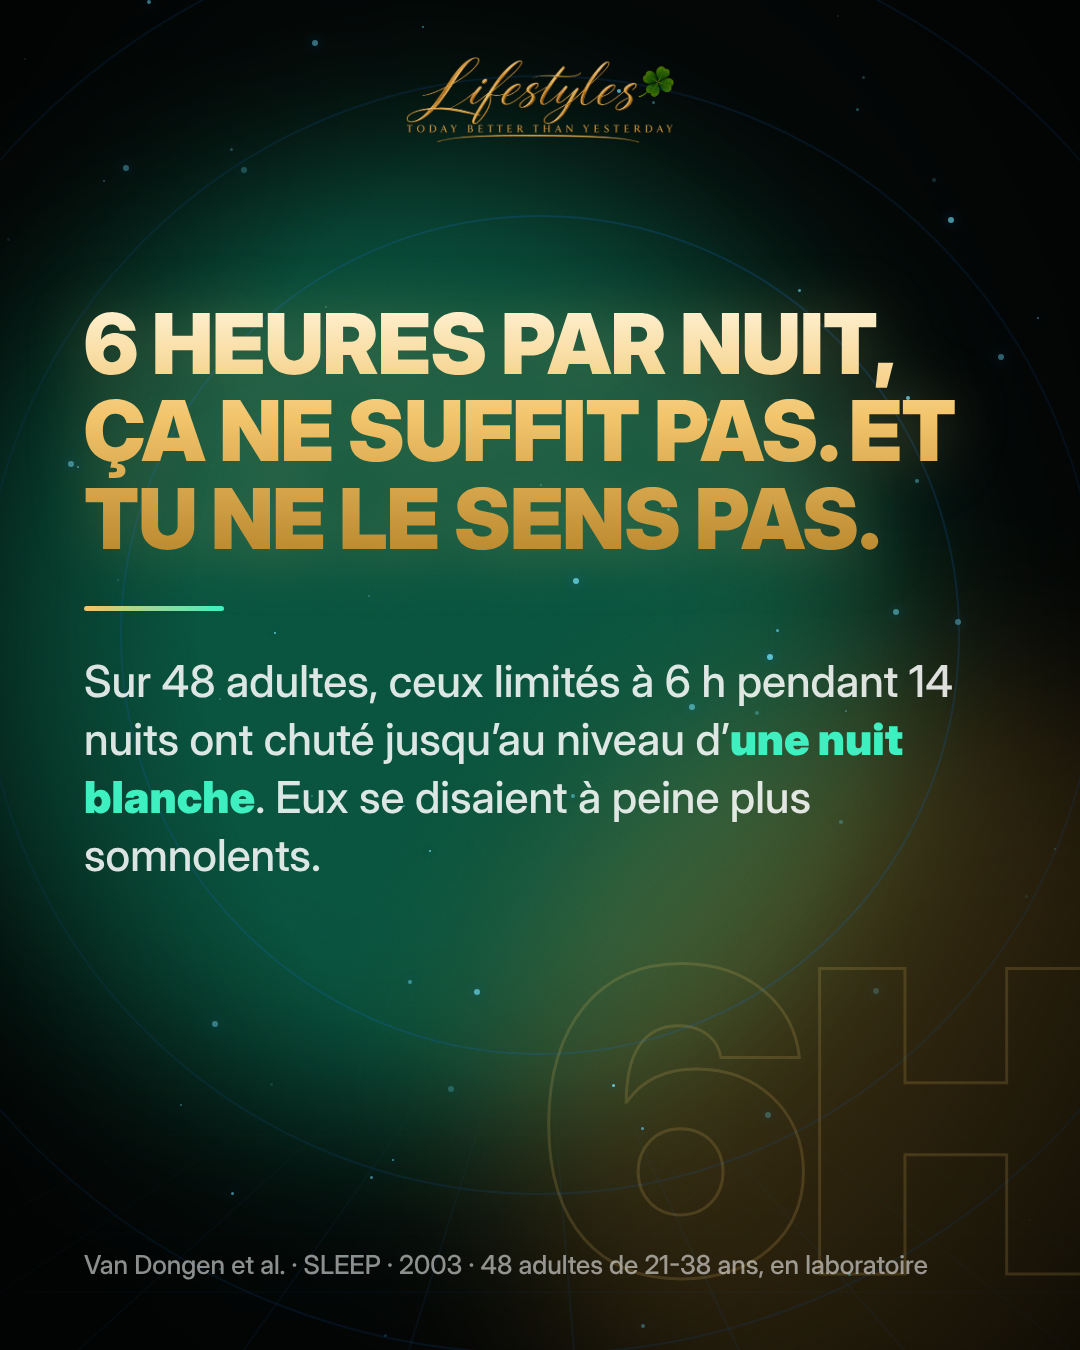 Lifestyles
TODAY BETTER THAN YESTERDAY
6 HEURES PAR NUIT,
ÇA NE SUFFIT PAS. ET
TU NE LE SENS PAS.
Sur 48 adultes, ceux limités à 6 h pendant 14
nuits ont chuté jusqu’au niveau d’une nuit
blanche. Eux se disaient à peine plus
somnolents.
6H
Van Dongen et al. · SLEEP · 2003 · 48 adultes de 21-38 ans, en laboratoire